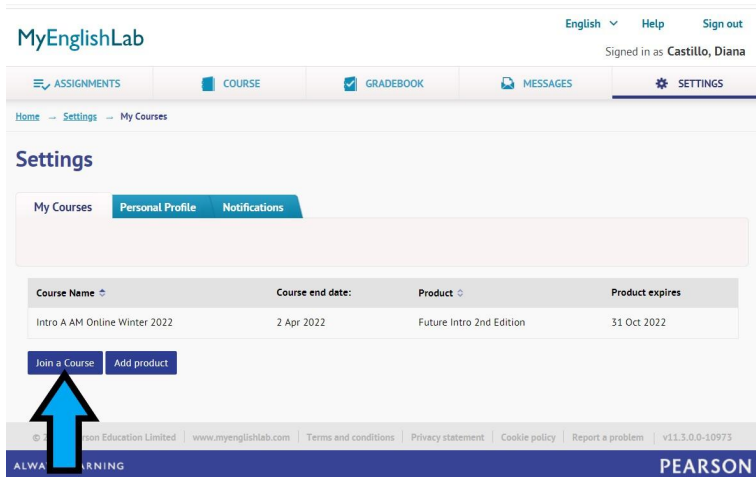 MyEnglishLab
English Help Sign out
Signed in as Castillo, Diana
ASSIGNMENTS COURSE GRADEBOOK MESSAGES SETTINGS
Home → Settings → My Courses
Settings
My Courses Personal Profile Notifications
Course Name Course end date: Product Product expires
Intro A AM Online Winter 2022 2 Apr 2022 Future Intro 2nd Edition 31 Oct 2022
Join a Course Add product
© Education Limited www.myenglishlab.com Terms and conditions Privacy statement Cookie policy Report a problem v11.3.0.0-10973
PEARSON